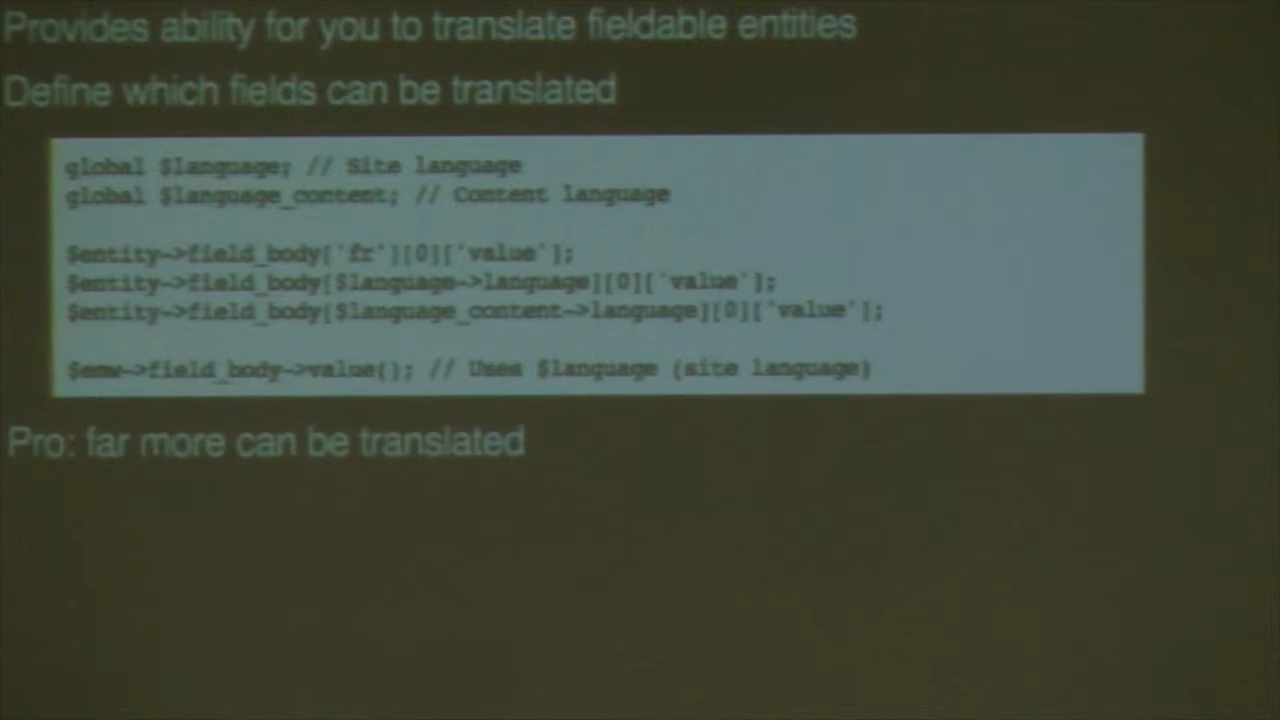 Provides ability for you to translate fieldable entities
Define which fields can be translated
global $language; // Site language
global $language_content; // Content language
$entity->field_body['fr'][0]['value'];
$entity->field_body[$language->language][0]['value'];
$entity->field_body[$language_content->language][0]['value'];
$emw->field_body->value(); // Uses $language (site language)
Pro: far more can be translated